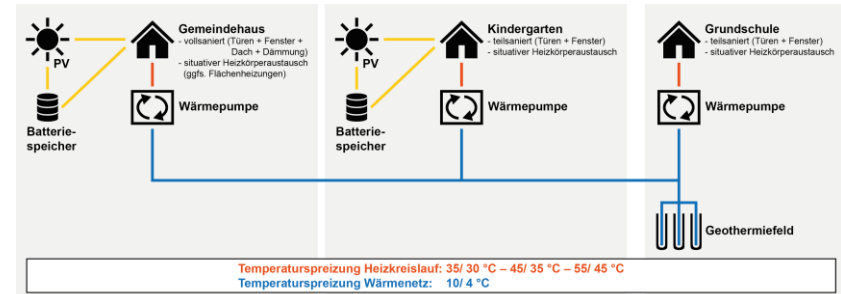 Gemeindehaus
- vollsaniert (Türen + Fenster +
Dach + Dämmung)
- situativer Heizkörperaustausch
(ggfs. Flächenheizungen)
PV
Wärmepumpe
Batterie-
speicher
Kindergarten
- teilsaniert (Türen + Fenster)
- situativer Heizkörperaustausch
PV
Wärmepumpe
Batterie-
speicher
Grundschule
- teilsaniert (Türen + Fenster)
- situativer Heizkörperaustausch
Wärmepumpe
Geothermiefeld
Temperaturspreizung Heizkreislauf: 35/ 30 °C – 45/ 35 °C – 55/ 45 °C
Temperaturspreizung Wärmenetz: 10/ 4 °C